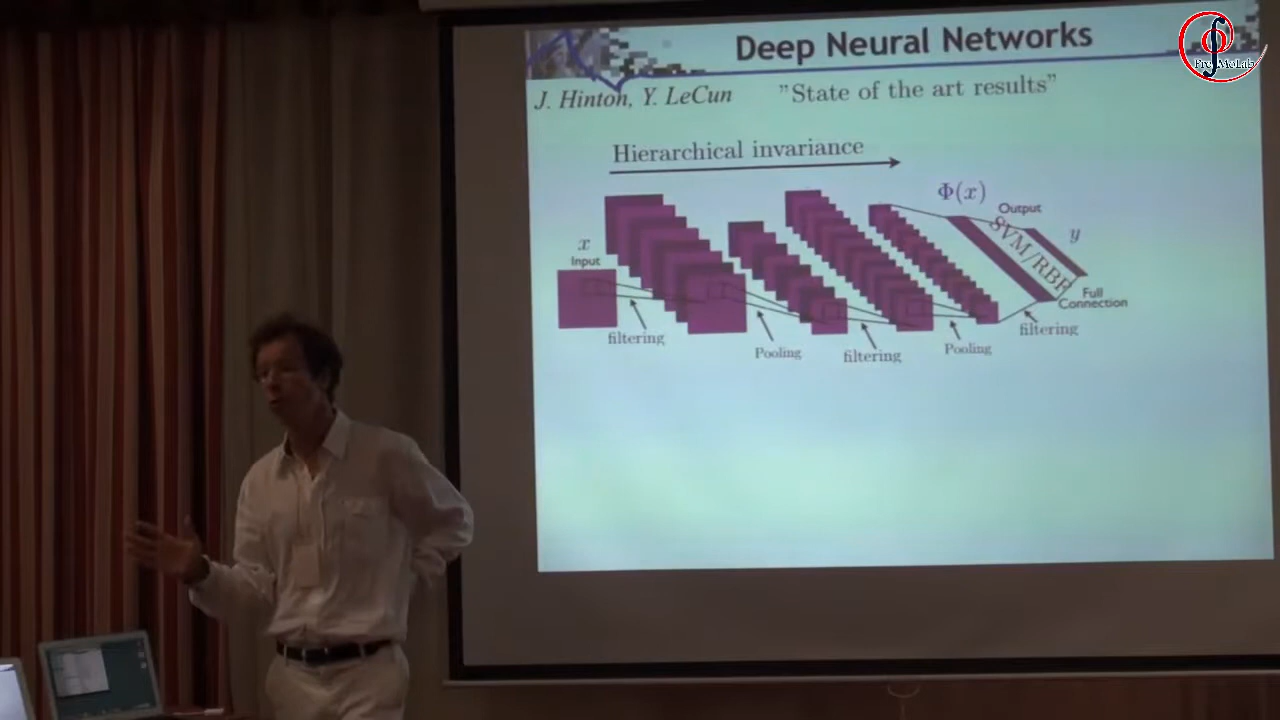 Deep Neural Networks
J. Hinton, Y. LeCun
"State of the art results"
Hierarchical invariance
Φ(x)
Output
x
Input
SVM/RBF
y
Full
Connection
filtering
Pooling
filtering
Pooling
filtering
PreMoLab